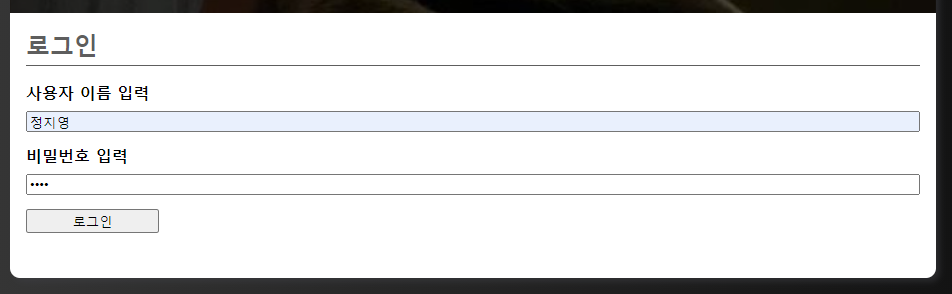 로그인
사용자 이름 입력
정지영
비밀번호 입력
••••
로그인